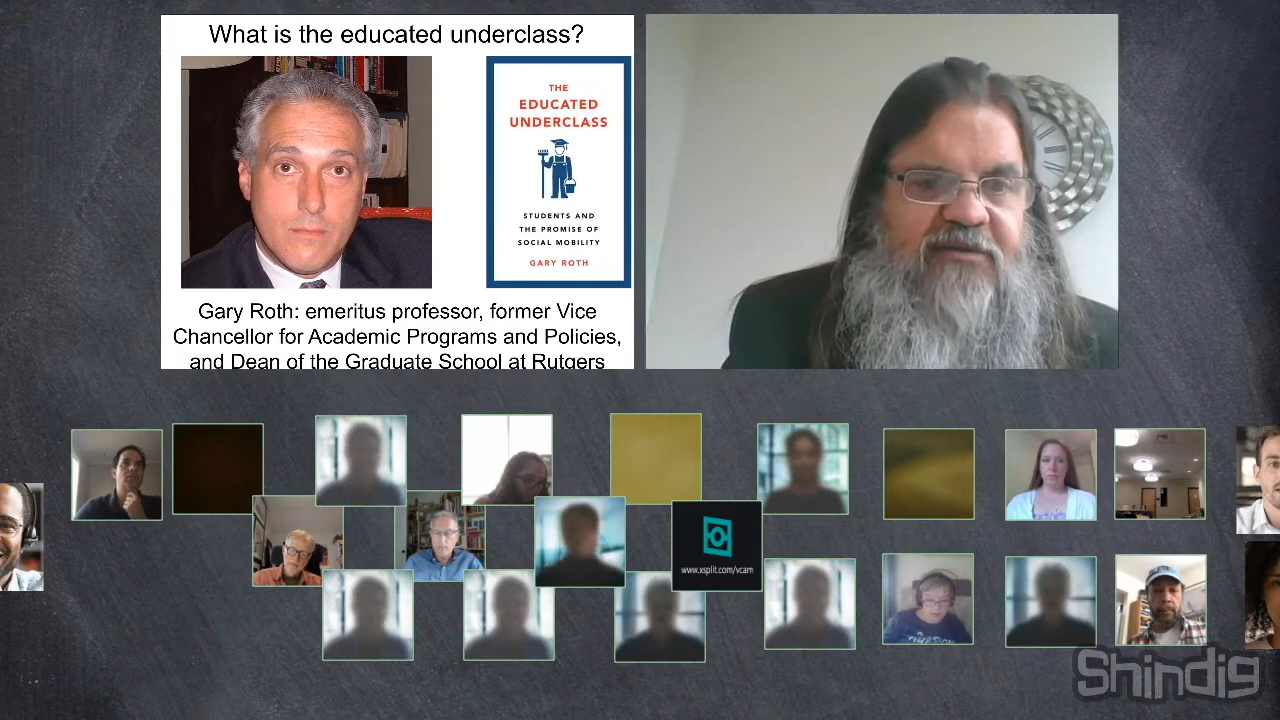 What is the educated underclass?
THE
EDUCATED
UNDERCLASS
STUDENTS AND
THE PROMISE OF
SOCIAL MOBILITY
GARY ROTH
Gary Roth: emeritus professor, former Vice
Chancellor for Academic Programs and Policies,
and Dean of the Graduate School at Rutgers
www.xsplit.com/vcam
Shindig